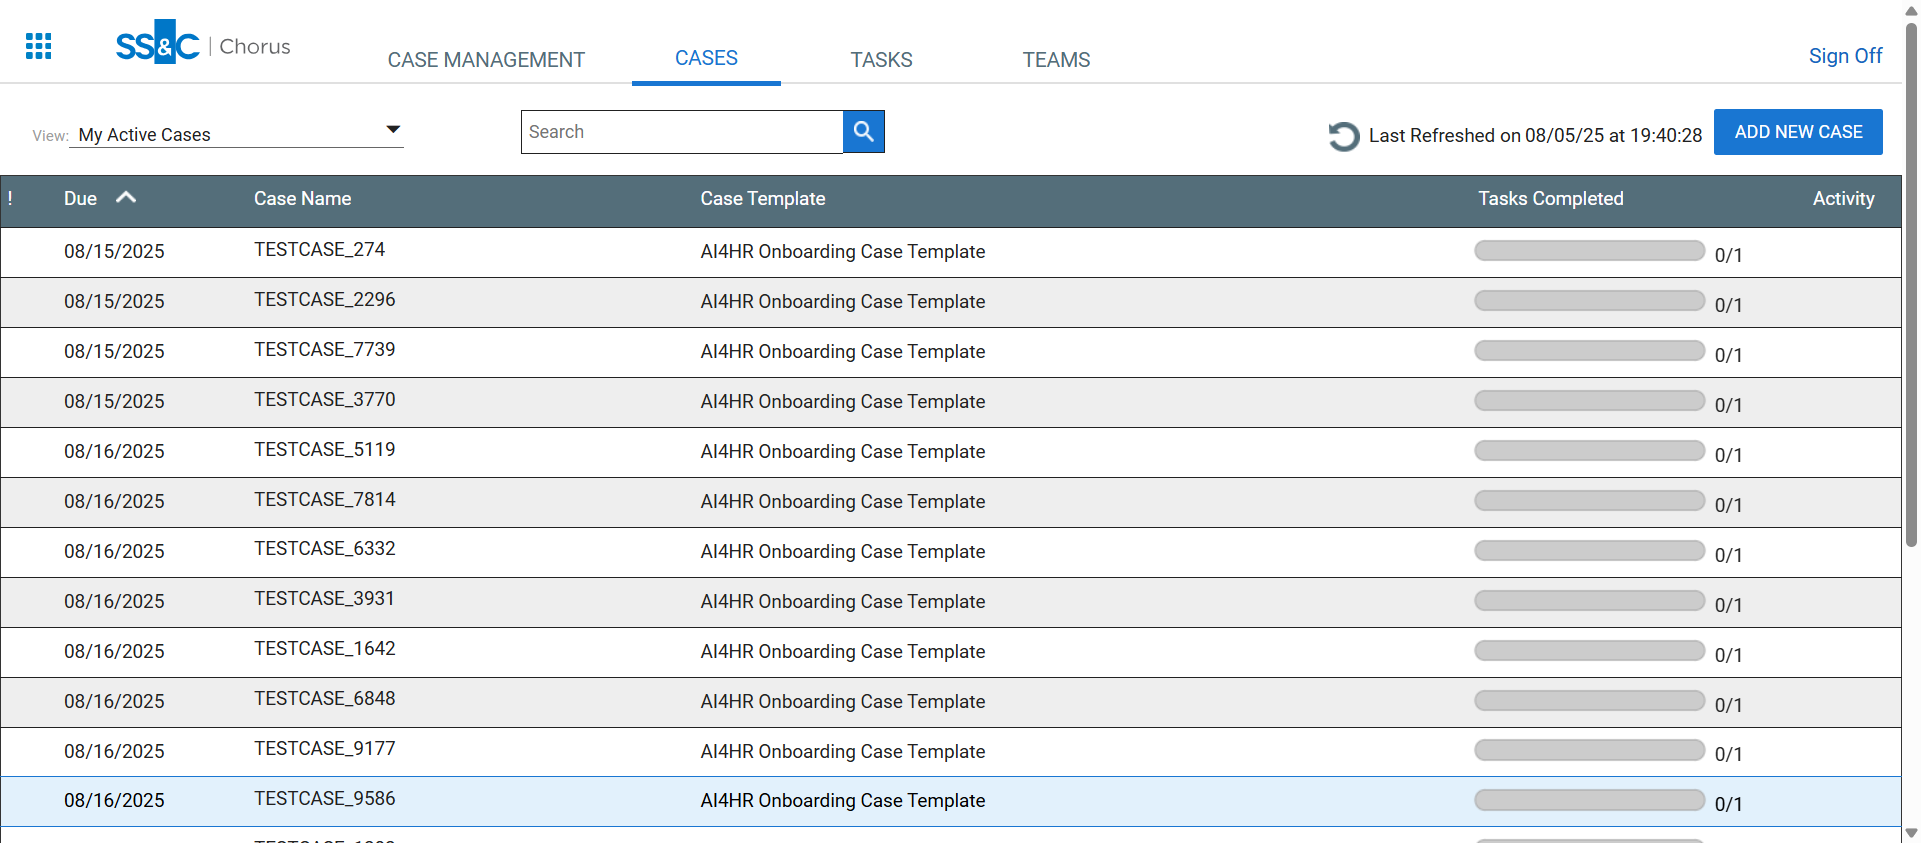 SS&C | Chorus
CASE MANAGEMENT
CASES
TASKS
TEAMS
Sign Off
View: My Active Cases
Search
Last Refreshed on 08/05/25 at 19:40:28
ADD NEW CASE
! Due Case Name Case Template Tasks Completed Activity
08/15/2025 TESTCASE_274 AI4HR Onboarding Case Template 0/1
08/15/2025 TESTCASE_2296 AI4HR Onboarding Case Template 0/1
08/15/2025 TESTCASE_7739 AI4HR Onboarding Case Template 0/1
08/15/2025 TESTCASE_3770 AI4HR Onboarding Case Template 0/1
08/16/2025 TESTCASE_5119 AI4HR Onboarding Case Template 0/1
08/16/2025 TESTCASE_7814 AI4HR Onboarding Case Template 0/1
08/16/2025 TESTCASE_6332 AI4HR Onboarding Case Template 0/1
08/16/2025 TESTCASE_3931 AI4HR Onboarding Case Template 0/1
08/16/2025 TESTCASE_1642 AI4HR Onboarding Case Template 0/1
08/16/2025 TESTCASE_6848 AI4HR Onboarding Case Template 0/1
08/16/2025 TESTCASE_9177 AI4HR Onboarding Case Template 0/1
08/16/2025 TESTCASE_9586 AI4HR Onboarding Case Template 0/1